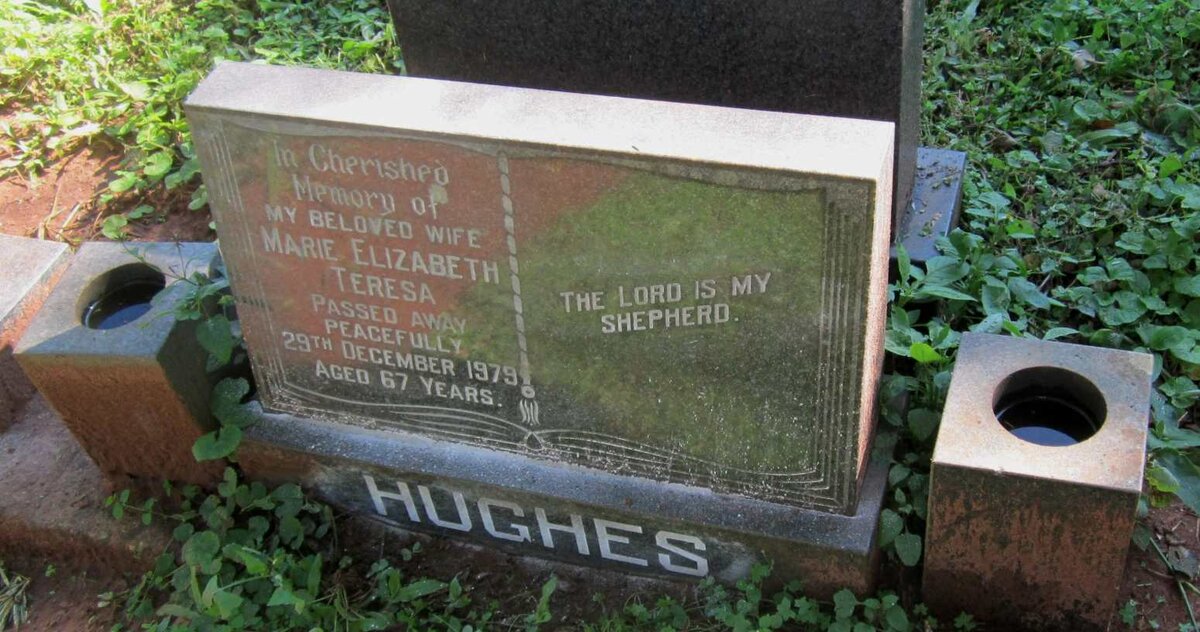 In Cherished
Memory of
MY BELOVED WIFE
MARIE ELIZABETH
TERESA
PASSED AWAY
PEACEFULLY
29TH DECEMBER 1979
AGED 67 YEARS.
THE LORD IS MY
SHEPHERD.
HUGHES